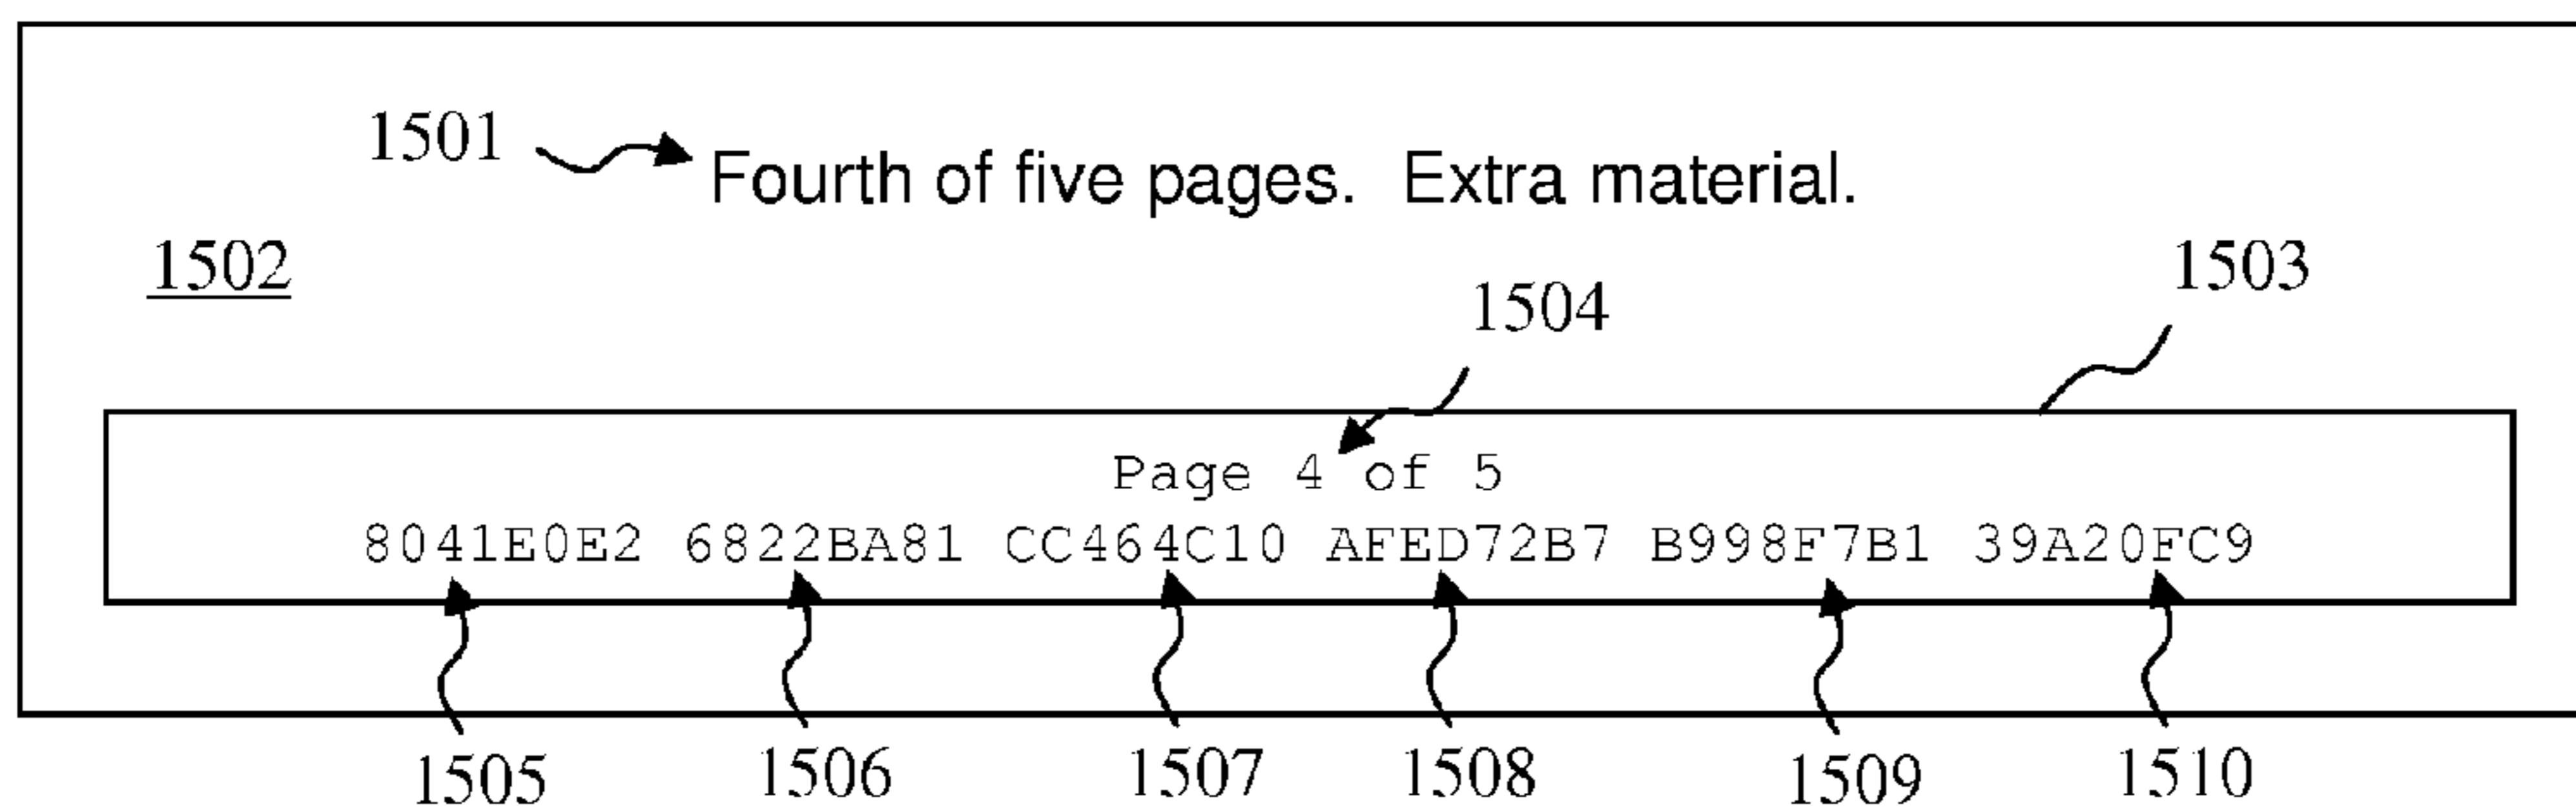 1501 Fourth of five pages. Extra material.
1502
1503
1504
Page 4 of 5
8041E0E2 6822BA81 CC464C10 AFED72B7 B998F7B1 39A20FC9
1505 1506 1507 1508 1509 1510